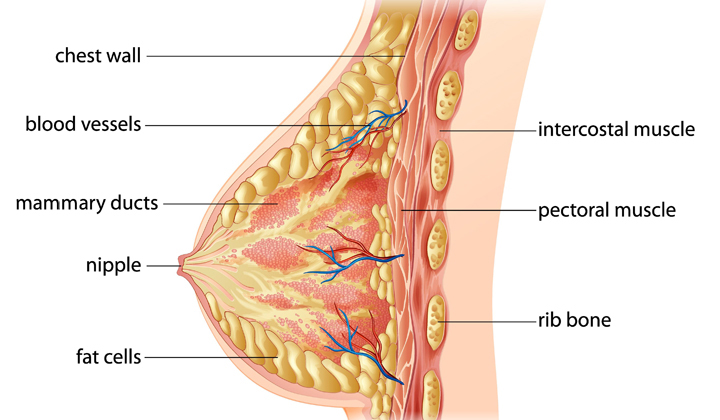 chest wall
blood vessels
mammary ducts
nipple
fat cells
intercostal muscle
pectoral muscle
rib bone